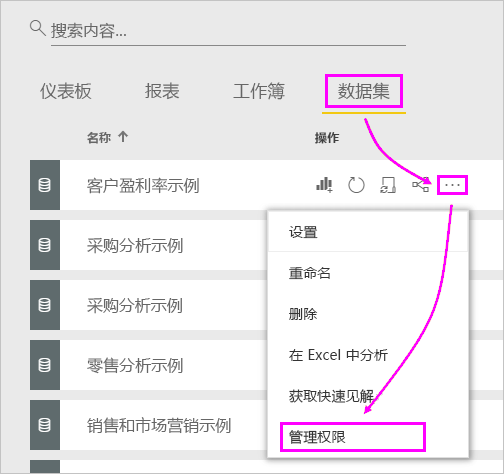 搜索内容...
仪表板 报表 工作簿 数据集
名称 操作
客户盈利率示例
设置
采购分析示例
重命名
采购分析示例
删除
在 Excel 中分析
零售分析示例
获取快速见解
销售和市场营销示例
管理权限